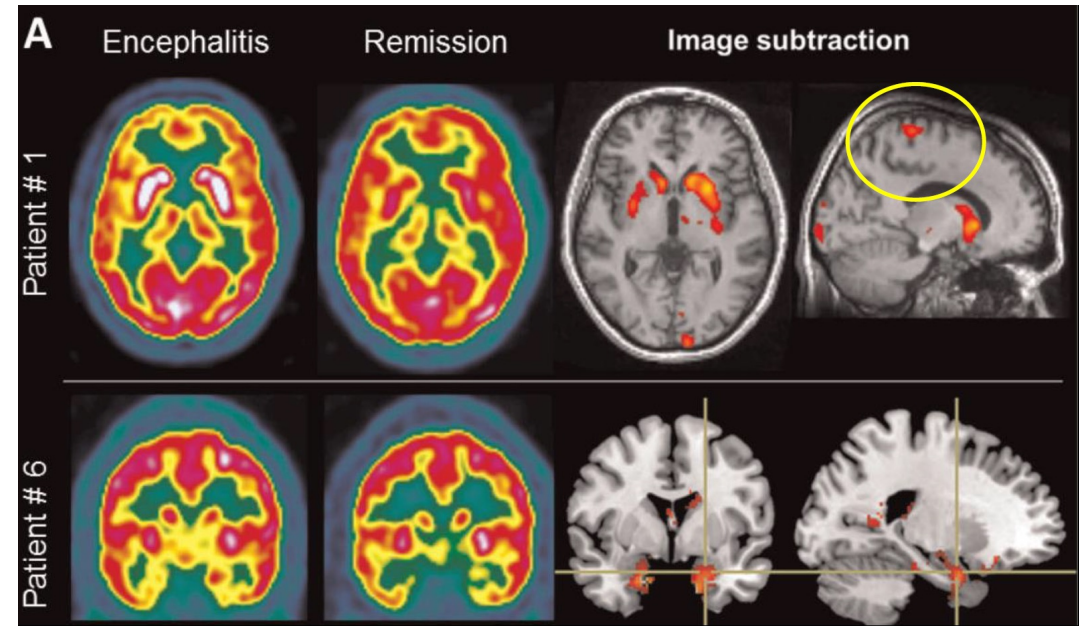 A
Encephalitis
Remission
Image subtraction
Patient # 1
Patient # 6